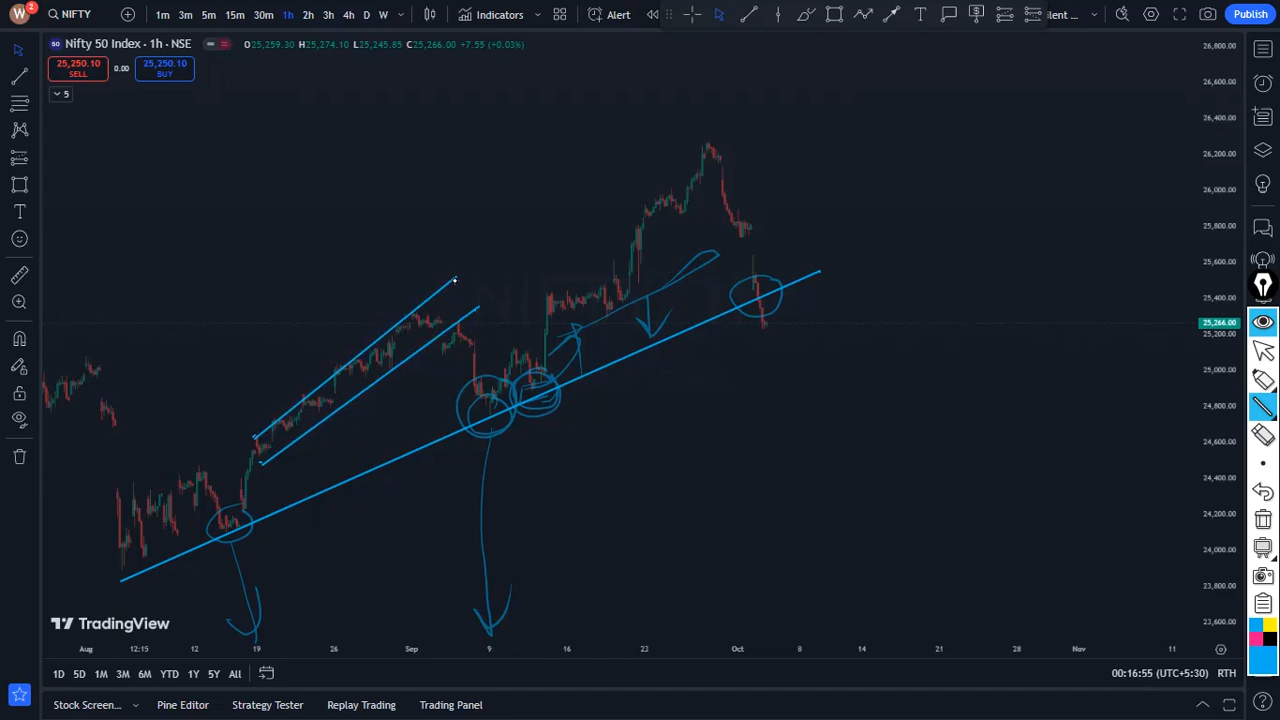 W 2 NIFTY 1m 3m 5m 15m 30m 1h 2h 3h 4h D W Indicators Alert ilent ... Publish
50 Nifty 50 Index · 1h · NSE O25,259.30 H25,274.10 L25,245.85 C25,266.00 +7.55 (+0.03%)
25,250.10 SELL 0.00 25,250.10 BUY
5
26,800.00
26,600.00
26,400.00
26,200.00
26,000.00
25,800.00
25,600.00
25,400.00
25,266.00
25,200.00
25,000.00
24,800.00
24,600.00
24,400.00
24,200.00
24,000.00
23,800.00
23,600.00
TradingView
Aug 12:15 12 19 26 Sep 9 16 23 Oct 8 14 21 28 Nov 11
1D 5D 1M 3M 6M YTD 1Y 5Y All 00:16:55 (UTC+5:30) RTH
Stock Screen... Pine Editor Strategy Tester Replay Trading Trading Panel